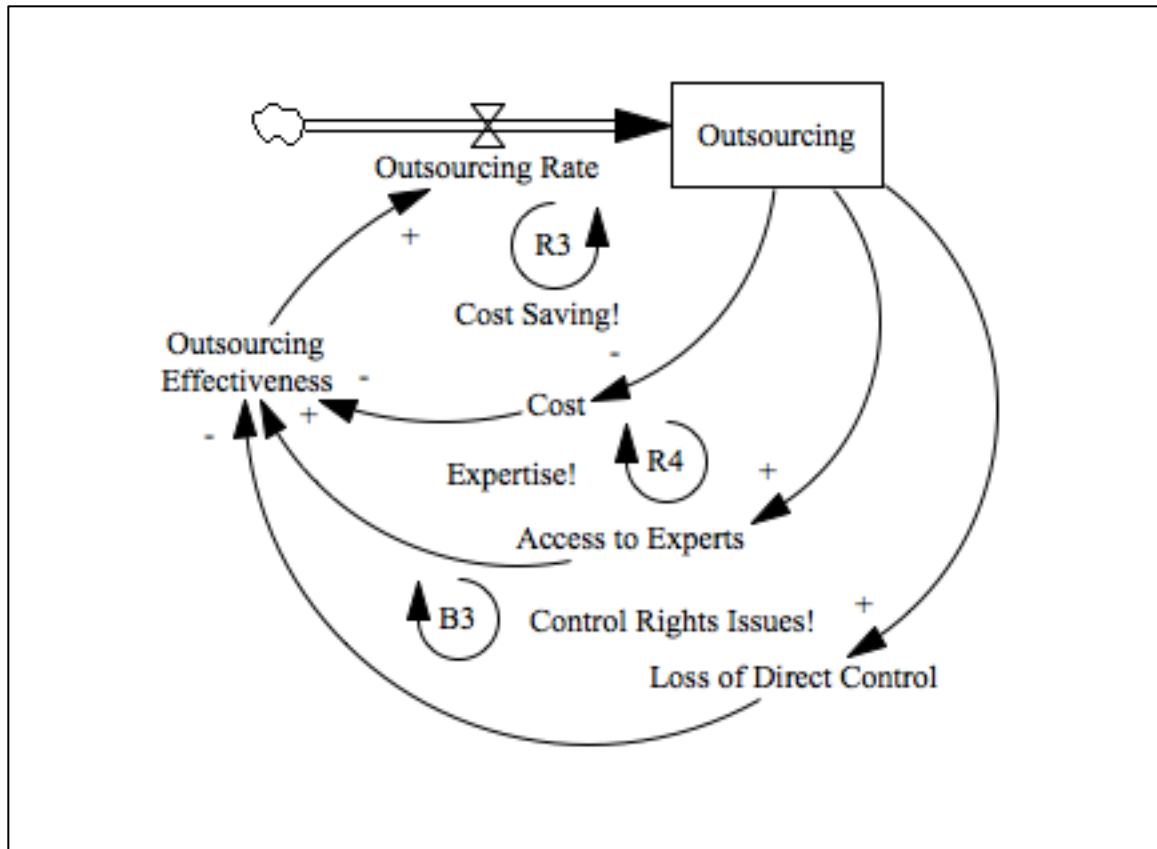 Outsourcing
Outsourcing Rate
+
R3
Cost Saving!
Outsourcing
Effectiveness
-
-
+
-
Cost
Expertise!
R4
+
Access to Experts
B3
Control Rights Issues!
+
Loss of Direct Control